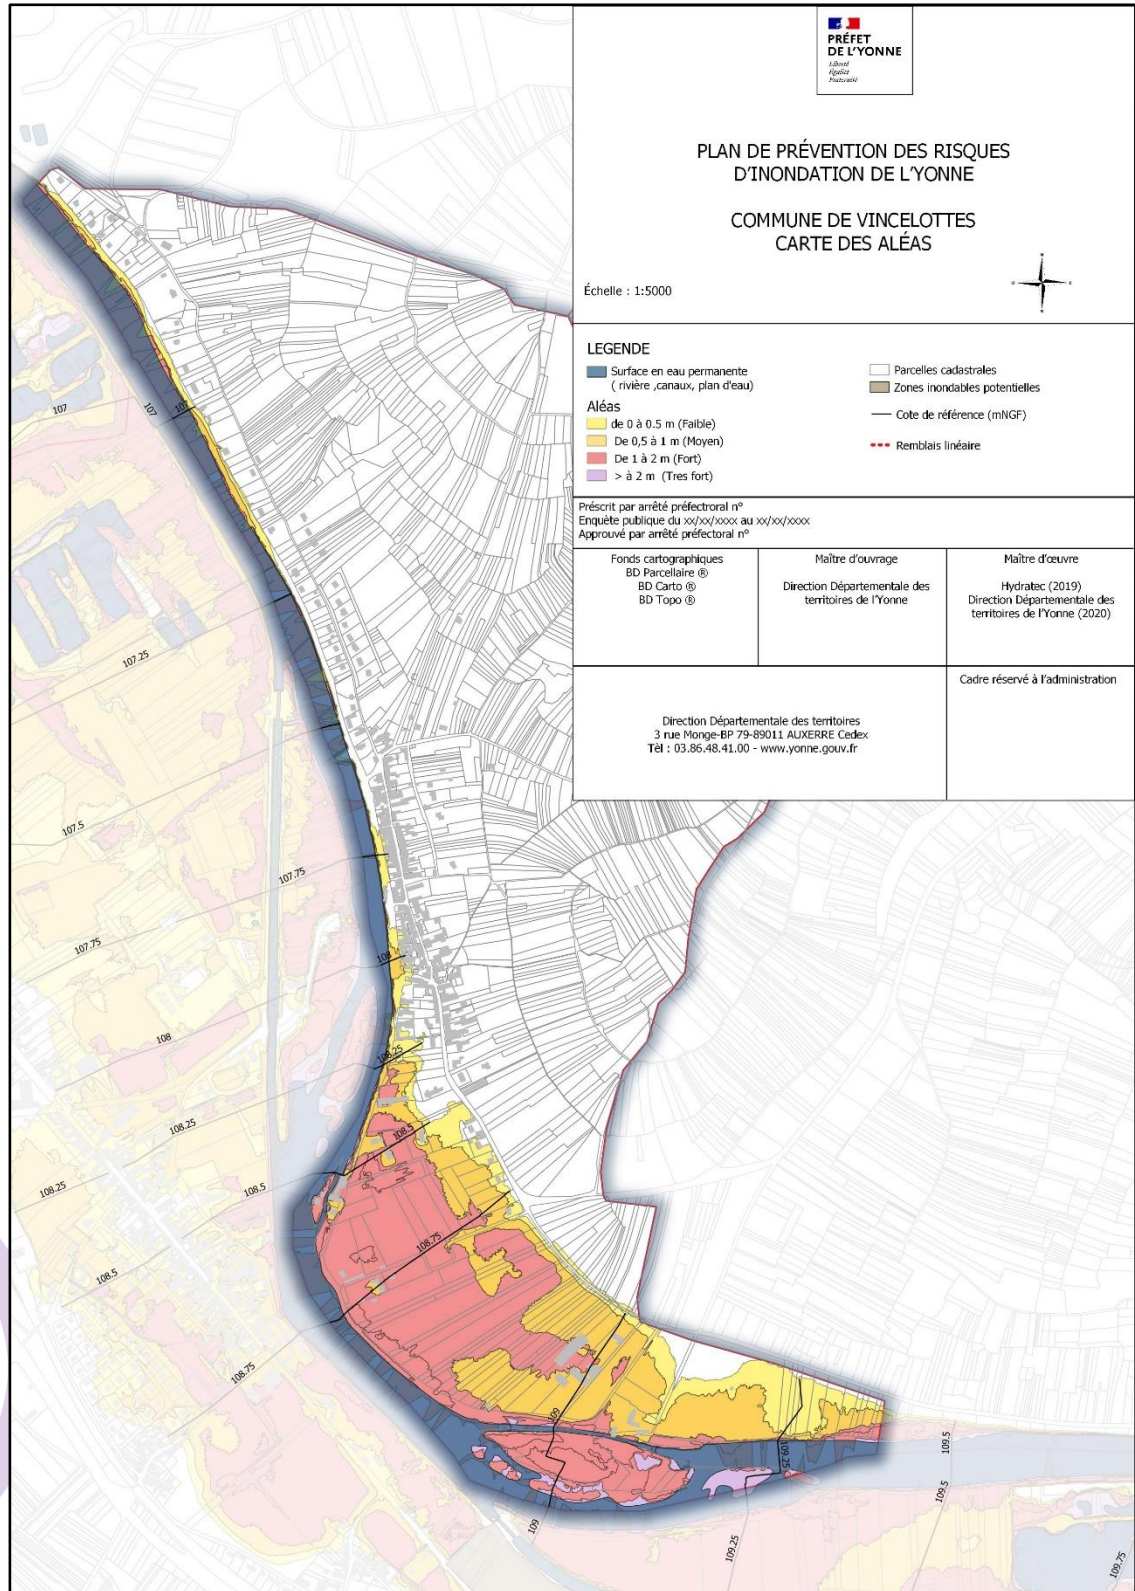 PRÉFET
DE L'YONNE
Liberté
Égalité
Fraternité
PLAN DE PRÉVENTION DES RISQUES
D'INONDATION DE L'YONNE
COMMUNE DE VINCELOTTES
CARTE DES ALÉAS
Échelle : 1:5000
LEGENDE
Surface en eau permanente
( rivière ,canaux, plan d'eau)
Aléas
de 0 à 0.5 m (Faible)
De 0,5 à 1 m (Moyen)
De 1 à 2 m (Fort)
> à 2 m (Tres fort)
Parcelles cadastrales
Zones inondables potentielles
Cote de référence (mNGF)
Remblais linéaire
Préscrit par arrêté préfectroral n°
Enquête publique du xx/xx/xxxx au xx/xx/xxxx
Approuvé par arrêté préfectoral n°
Fonds cartographiques
BD Parcellaire ®
BD Carto ®
BD Topo ®
Maître d'ouvrage
Direction Départementale des
territoires de l'Yonne
Maître d'œuvre
Hydratec (2019)
Direction Départementale des
territoires de l'Yonne (2020)
Direction Départementale des territoires
3 rue Monge-BP 79-89011 AUXERRE Cedex
Tèl : 03.86.48.41.00 - www.yonne.gouv.fr
Cadre réservé à l'administration
107
107
107
107.25
107.5
107.75
107.75
108
108
108.25
108.25
108.25
108.5
108.5
108.5
108.75
108.75
109
109
109.25
109.25
109.5
109.5
109.75